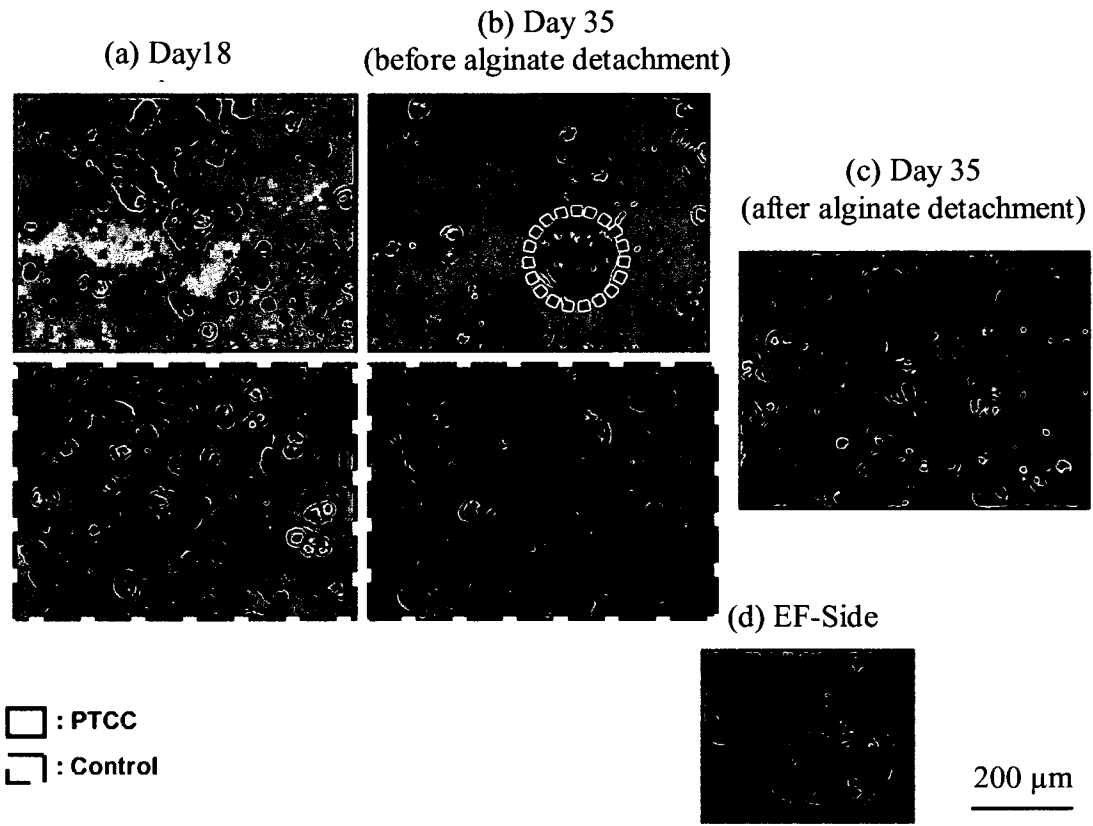 (a) Day18
(b) Day 35
(before alginate detachment)
(c) Day 35
(after alginate detachment)
(d) EF-Side
: PTCC
: Control
200 µm